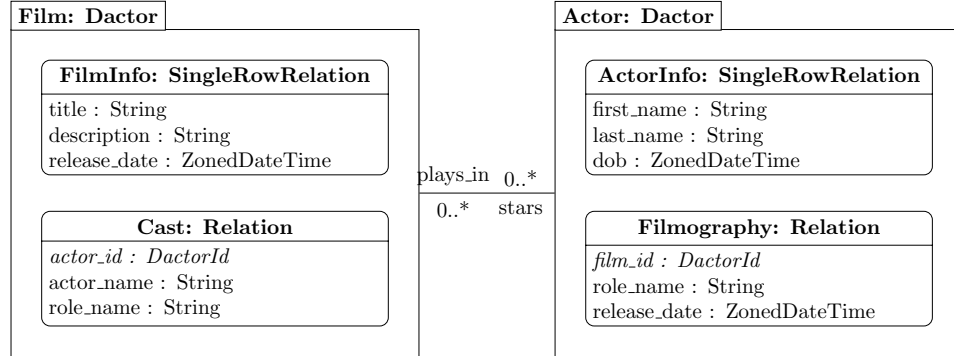 Film: Dactor
FilmInfo: SingleRowRelation
title : String
description : String
release_date : ZonedDateTime
Cast: Relation
actor_id : DactorId
actor_name : String
role_name : String
plays_in 0..*
0..* stars
Actor: Dactor
ActorInfo: SingleRowRelation
first_name : String
last_name : String
dob : ZonedDateTime
Filmography: Relation
film_id : DactorId
role_name : String
release_date : ZonedDateTime